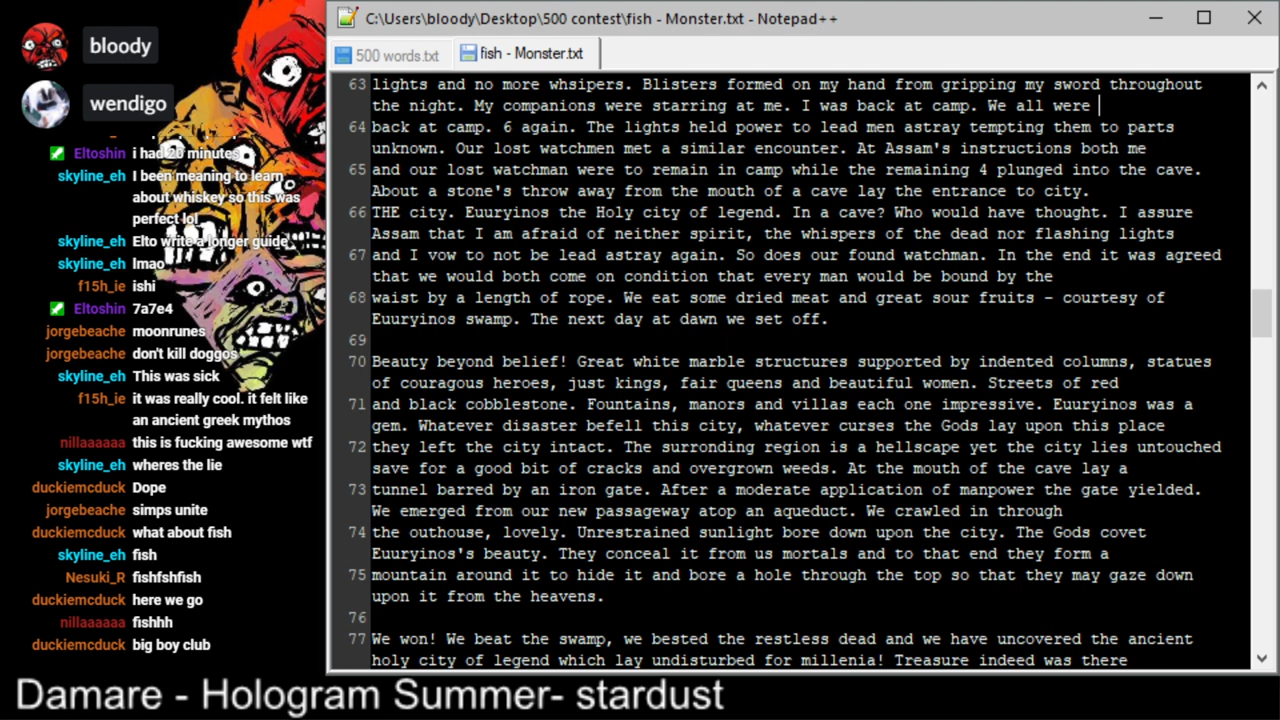 bloody
wendigo
Eltoshin i had 20 minutes
skyline_eh I been meaning to learn
about whiskey so this was
perfect lol
skyline_eh Elto write a longer guide
skyline_eh lmao
f15h_ie ishi
Eltoshin 7a7e4
jorgebeache moonrunes
jorgebeache don't kill doggos
skyline_eh This was sick
f15h_ie it was really cool. it felt like
an ancient greek mythos
nillaaaaaa this is fucking awesome wtf
skyline_eh wheres the lie
duckiemcduck Dope
jorgebeache simps unite
duckiemcduck what about fish
skyline_eh fish
Nesuki_R fishfshfish
duckiemcduck here we go
nillaaaaaa fishhh
duckiemcduck big boy club
C:\Users\bloody\Desktop\500 contest\fish - Monster.txt - Notepad++
500 words.txt
fish - Monster.txt
63 lights and no more whsipers. Blisters formed on my hand from gripping my sword throughout
the night. My companions were starring at me. I was back at camp. We all were
64 back at camp. 6 again. The lights held power to lead men astray tempting them to parts
unknown. Our lost watchmen met a similar encounter. At Assam's instructions both me
65 and our lost watchman were to remain in camp while the remaining 4 plunged into the cave.
About a stone's throw away from the mouth of a cave lay the entrance to city.
66 THE city. Euuryinos the Holy city of legend. In a cave? Who would have thought. I assure
Assam that I am afraid of neither spirit, the whispers of the dead nor flashing lights
67 and I vow to not be lead astray again. So does our found watchman. In the end it was agreed
that we would both come on condition that every man would be bound by the
68 waist by a length of rope. We eat some dried meat and great sour fruits - courtesy of
Euuryinos swamp. The next day at dawn we set off.
69
70 Beauty beyond belief! Great white marble structures supported by indented columns, statues
of couragous heroes, just kings, fair queens and beautiful women. Streets of red
71 and black cobblestone. Fountains, manors and villas each one impressive. Euuryinos was a
gem. Whatever disaster befell this city, whatever curses the Gods lay upon this place
72 they left the city intact. The surronding region is a hellscape yet the city lies untouched
save for a good bit of cracks and overgrown weeds. At the mouth of the cave lay a
73 tunnel barred by an iron gate. After a moderate application of manpower the gate yielded.
We emerged from our new passageway atop an aqueduct. We crawled in through
74 the outhouse, lovely. Unrestrained sunlight bore down upon the city. The Gods covet
Euuryinos's beauty. They conceal it from us mortals and to that end they form a
75 mountain around it to hide it and bore a hole through the top so that they may gaze down
upon it from the heavens.
76
77 We won! We beat the swamp, we bested the restless dead and we have uncovered the ancient
holy city of legend which lay undisturbed for millenia! Treasure indeed was there
Damare - Hologram Summer- stardust